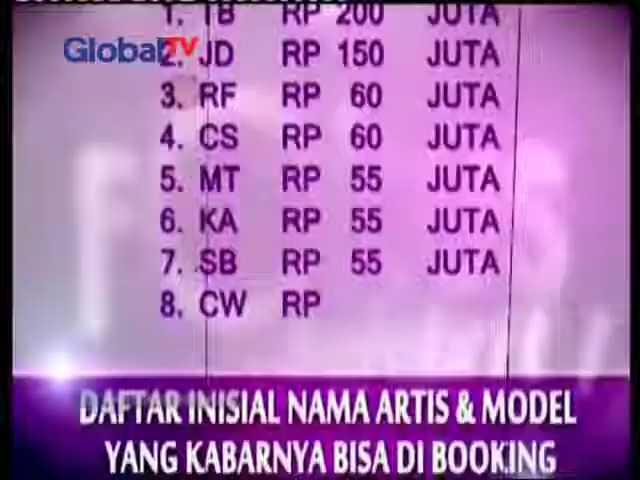 1. TB RP 200 JUTA
GlobalTV
2. JD RP 150 JUTA
3. RF RP 60 JUTA
4. CS RP 60 JUTA
5. MT RP 55 JUTA
6. KA RP 55 JUTA
7. SB RP 55 JUTA
8. CW RP
DAFTAR INISIAL NAMA ARTIS & MODEL
YANG KABARNYA BISA DI BOOKING